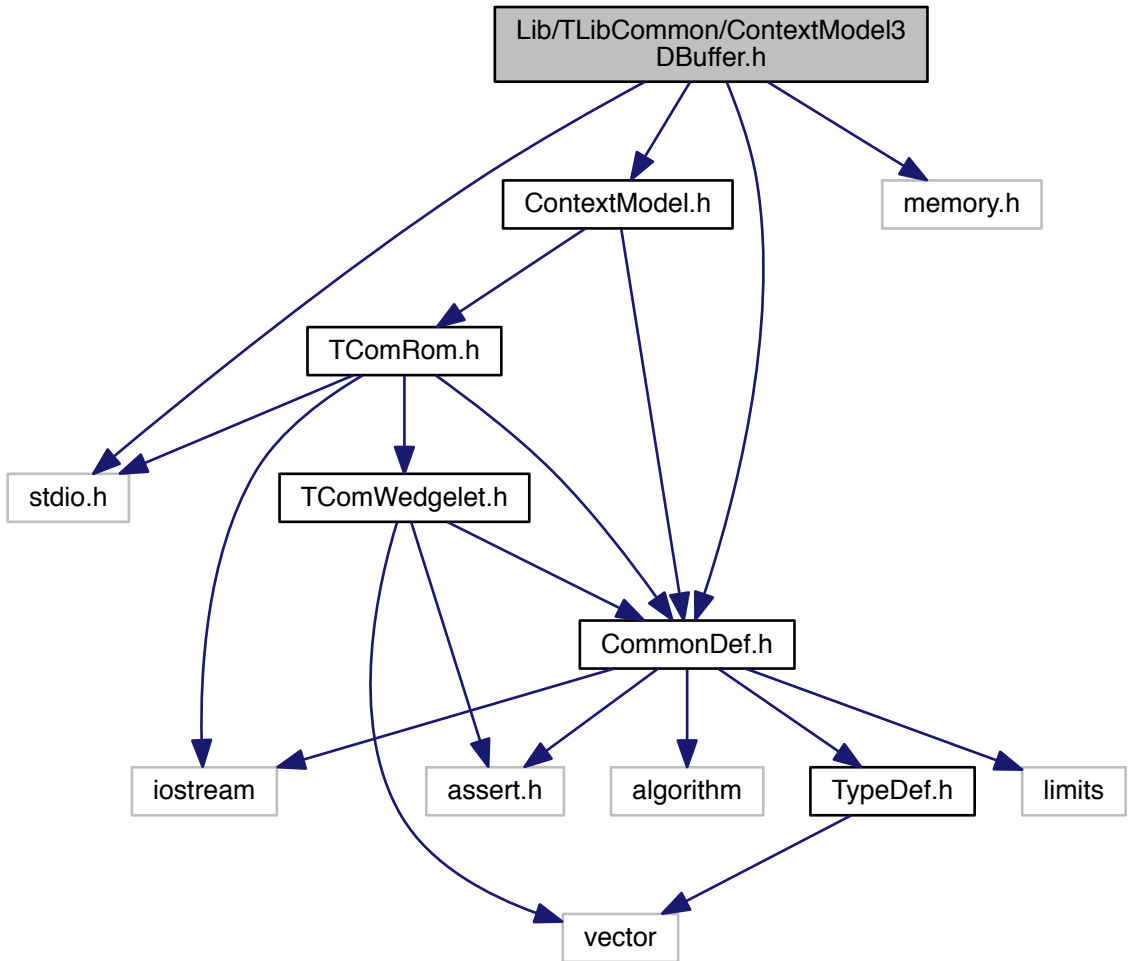 Lib/TLibCommon/ContextModel3
DBuffer.h
ContextModel.h
memory.h
TComRom.h
stdio.h
TComWedgelet.h
CommonDef.h
iostream
assert.h
algorithm
TypeDef.h
limits
vector